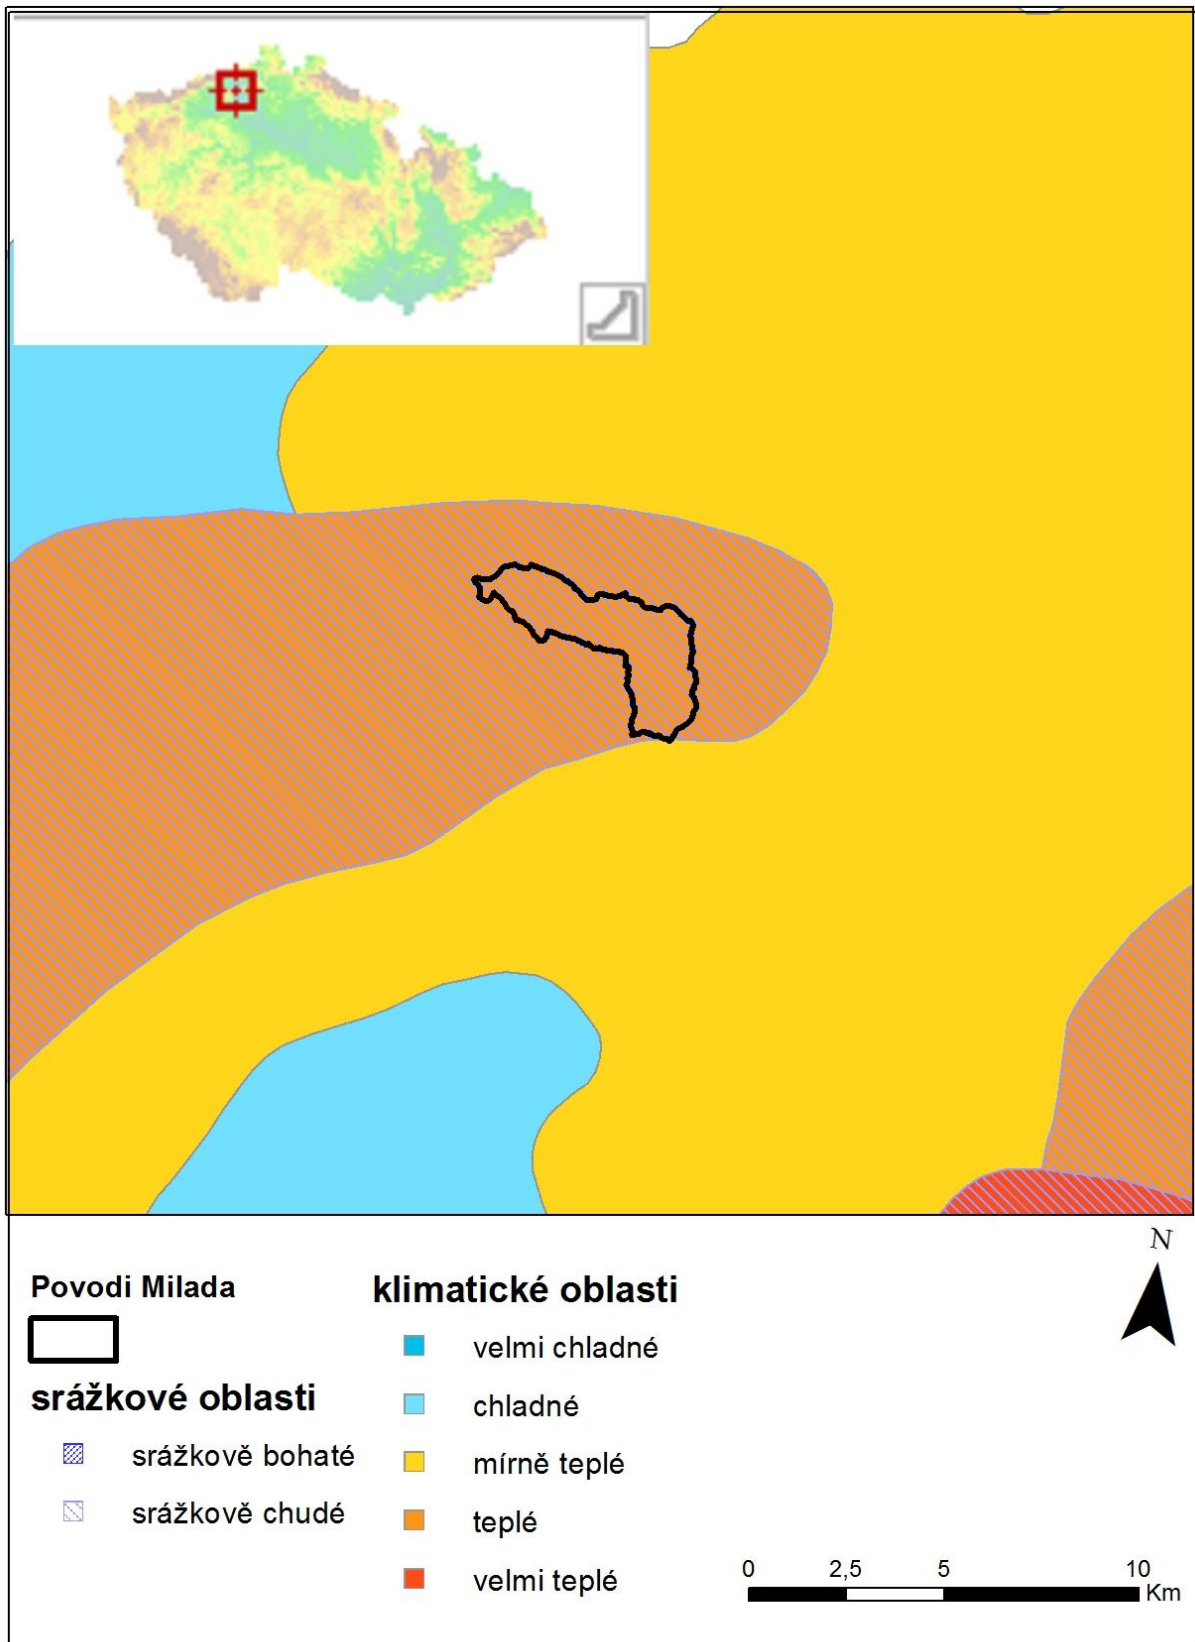 N
Povodi Milada
srážkové oblasti
srážkově bohaté
srážkově chudé
klimatické oblasti
velmi chladné
chladné
mírně teplé
teplé
velmi teplé
0 2,5 5 10
Km